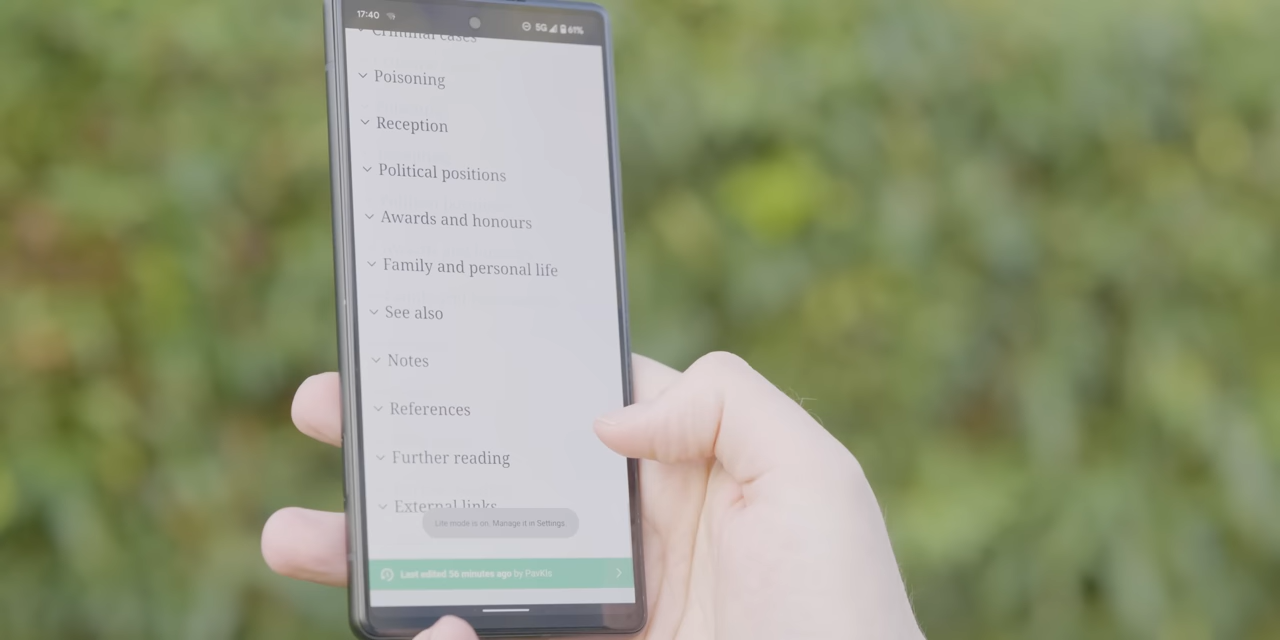 17:40
5G 61%
Criminal cases
Poisoning
Reception
Political positions
Awards and honours
Family and personal life
See also
Notes
References
Further reading
External links
Lite mode is on. Manage it in Settings.
Last edited 56 minutes ago by PavKls